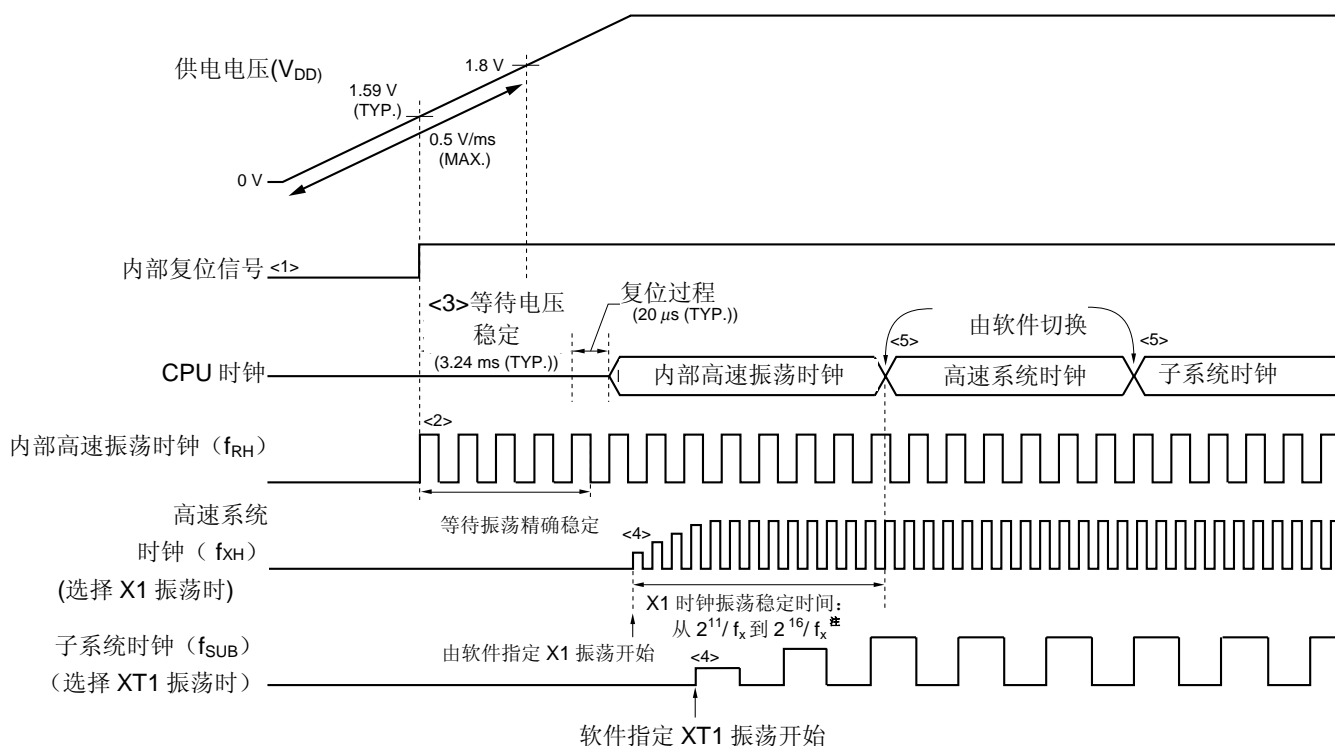 供电电压(VDD)
1.8 V
1.59 V
(TYP.)
0.5 V/ms
(MAX.)
0 V
内部复位信号
<1>
<3>等待电压
稳定
(3.24 ms (TYP.))
复位过程
(20 μs (TYP.))
由软件切换
<5>
<5>
CPU 时钟
内部高速振荡时钟
高速系统时钟
子系统时钟
<2>
内部高速振荡时钟（fRH）
等待振荡精确稳定
高速系统
时钟（ fXH）
(选择 X1 振荡时)
<4>
X1 时钟振荡稳定时间：
从 2¹¹/ fx 到 2 ¹⁶/ fx 注
由软件指定 X1 振荡开始
子系统时钟（fSUB）
（选择 XT1 振荡时）
<4>
软件指定 XT1 振荡开始